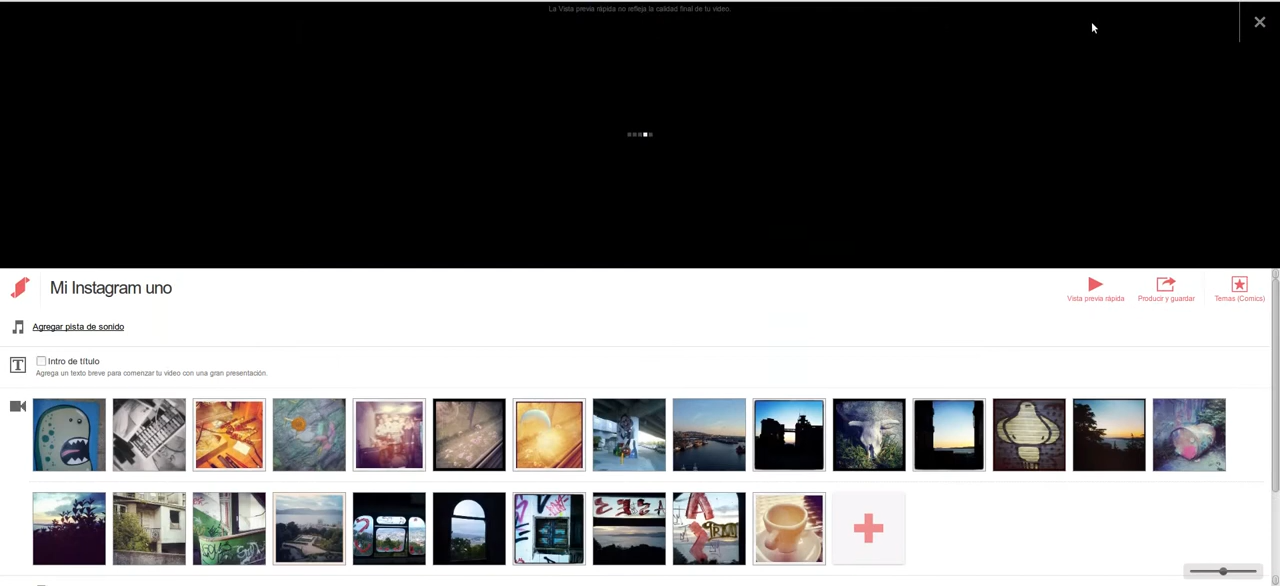 La Vista previa rápida no refleja la calidad final de tu video.
Mi Instagram uno
Vista previa rápida
Producir y guardar
Temas (Comics)
Agregar pista de sonido
T
Intro de título
Agrega un texto breve para comenzar tu video con una gran presentación.